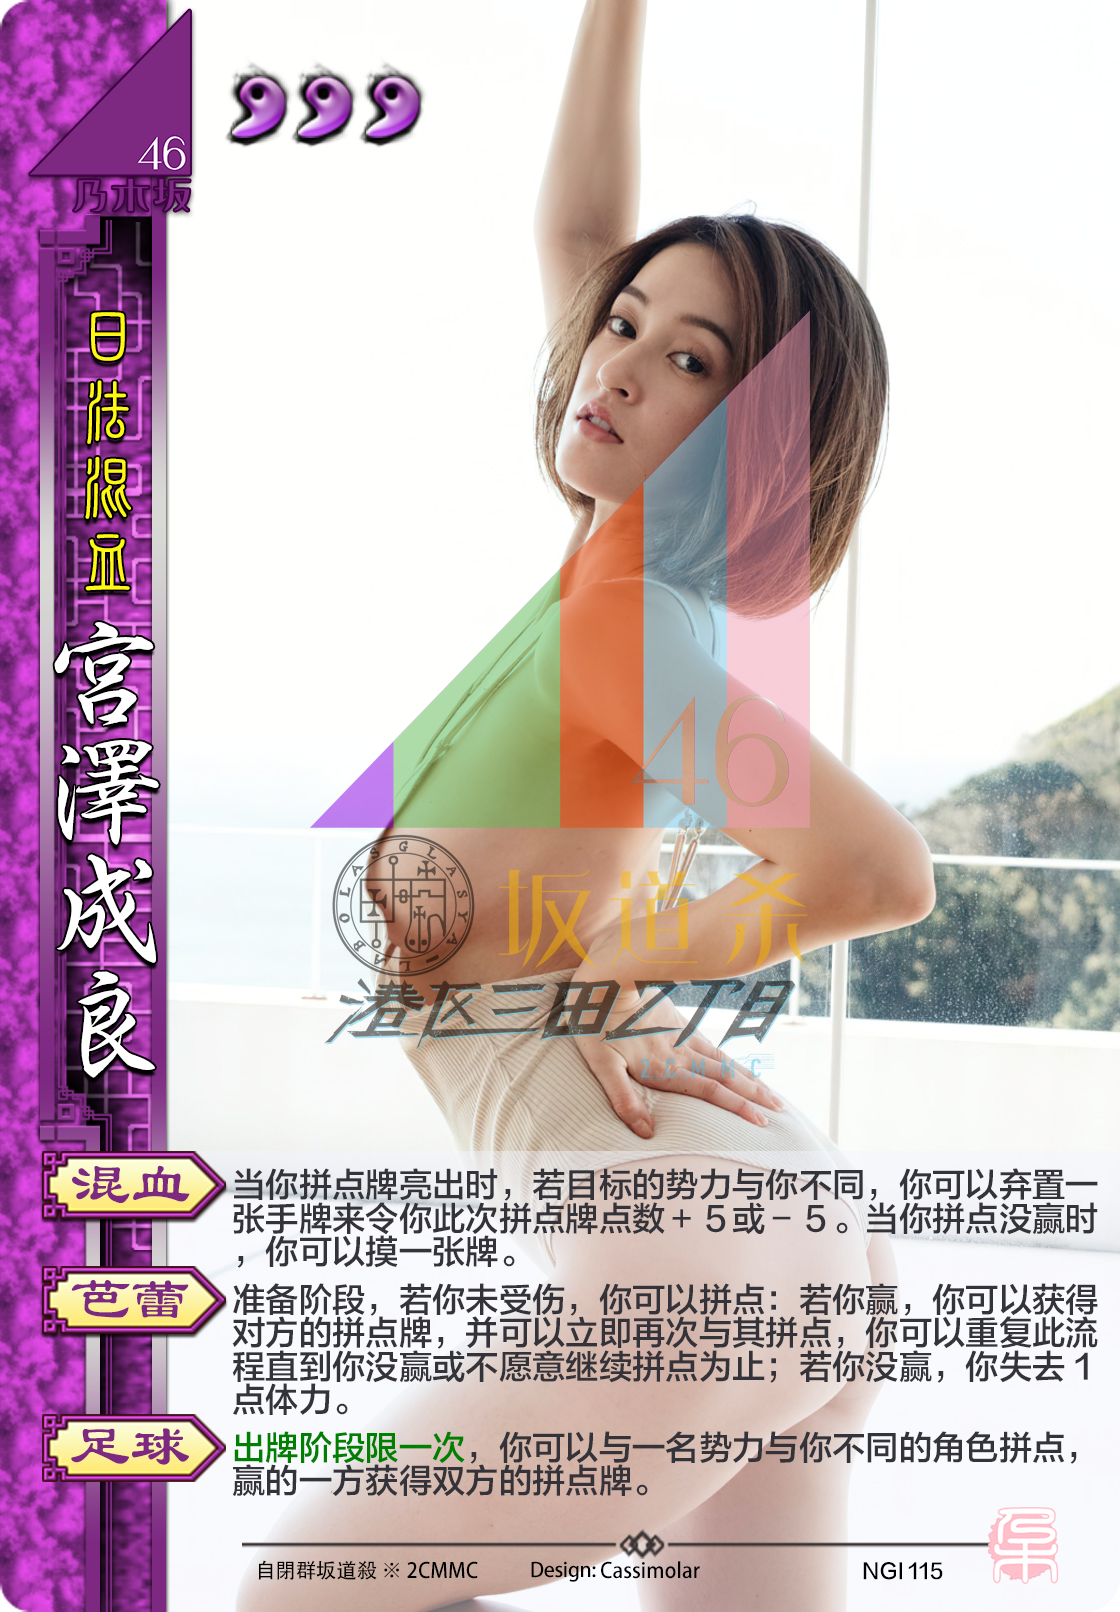 46
乃木坂
日法混血
宮澤成良
46
GLASYA LABOLAS
坂道杀
港区三田2丁目
2CMMC
混血
当你拼点牌亮出时，若目标的势力与你不同，你可以弃置一
张手牌来令你此次拼点牌点数＋５或－５。当你拼点没赢时
，你可以摸一张牌。
芭蕾
准备阶段，若你未受伤，你可以拼点：若你赢，你可以获得
对方的拼点牌，并可以立即再次与其拼点，你可以重复此流
程直到你没赢或不愿意继续拼点为止；若你没赢，你失去１
点体力。
足球
出牌阶段限一次，你可以与一名势力与你不同的角色拼点，
赢的一方获得双方的拼点牌。
自閉群坂道殺 ※ 2CMMC
Design: Cassimolar
NGI 115